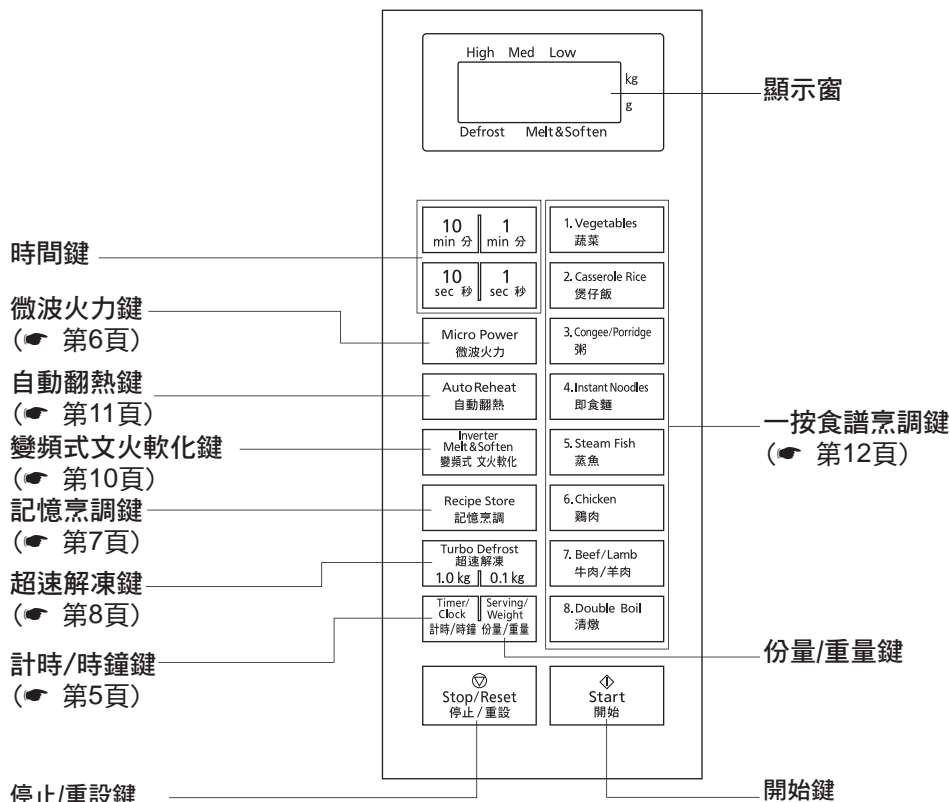 High Med Low
kg
g
Defrost Melt&Soften
顯示窗
時間鍵
微波火力鍵
(☛ 第6頁)
自動翻熱鍵
(☛ 第11頁)
變頻式文火軟化鍵
(☛ 第10頁)
記憶烹調鍵
(☛ 第7頁)
超速解凍鍵
(☛ 第8頁)
計時/時鐘鍵
(☛ 第5頁)
停止/重設鍵
10 1
min 分 min 分
10 1
sec 秒 sec 秒
Micro Power
微波火力
Auto Reheat
自動翻熱
Inverter
Melt&Soften
變頻式 文火軟化
Recipe Store
記憶烹調
Turbo Defrost
超速解凍
1.0 kg 0.1 kg
Timer/ Serving/
Clock Weight
計時/時鐘 份量/重量
Stop/Reset
停止/重設
1. Vegetables
蔬菜
2. Casserole Rice
煲仔飯
3. Congee/Porridge
粥
4. Instant Noodles
即食麵
5. Steam Fish
蒸魚
6. Chicken
鷄肉
7. Beef/Lamb
牛肉/羊肉
8. Double Boil
清燉
Start
開始
一按食譜烹調鍵
(☛ 第12頁)
份量/重量鍵
開始鍵